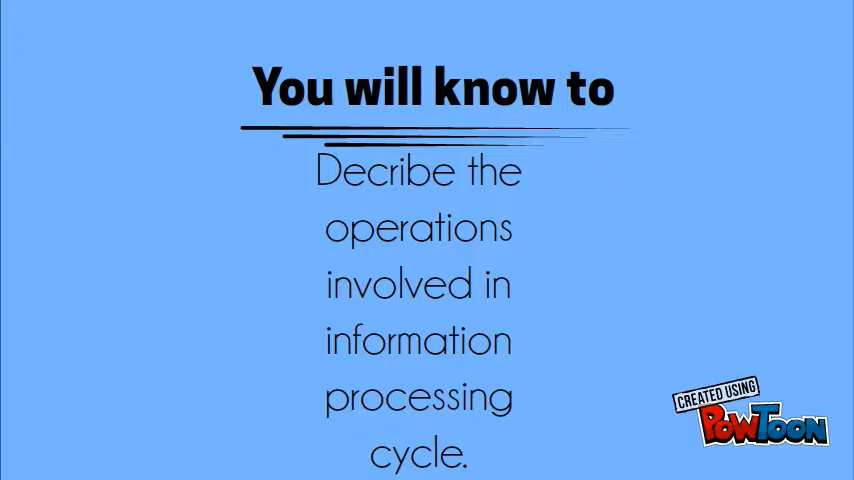 You will know to
Decribe the
operations
involved in
information
processing
cycle.
CREATED USING
POWTOON